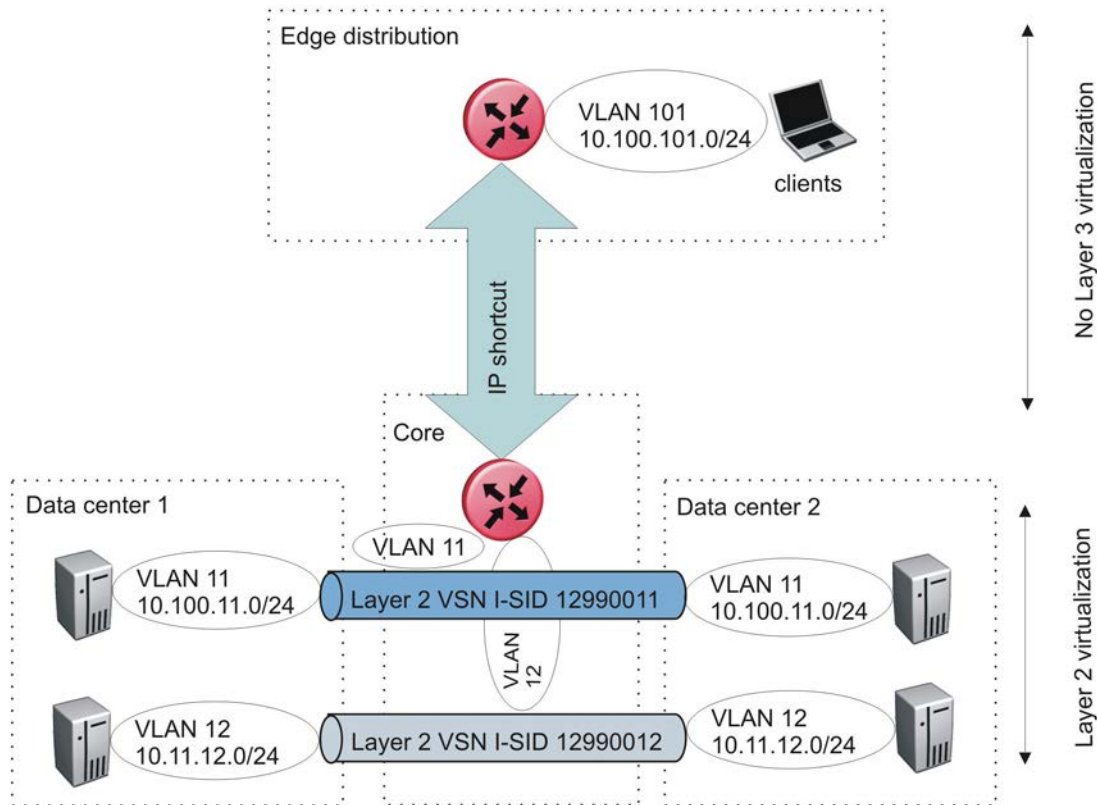 Edge distribution
VLAN 101
10.100.101.0/24
clients
No Layer 3 virtualization
IP shortcut
Core
Data center 1
Data center 2
VLAN 11
VLAN 11
10.100.11.0/24
Layer 2 VSN I-SID 12990011
VLAN 11
10.100.11.0/24
VLAN
12
Layer 2 virtualization
VLAN 12
10.11.12.0/24
Layer 2 VSN I-SID 12990012
VLAN 12
10.11.12.0/24